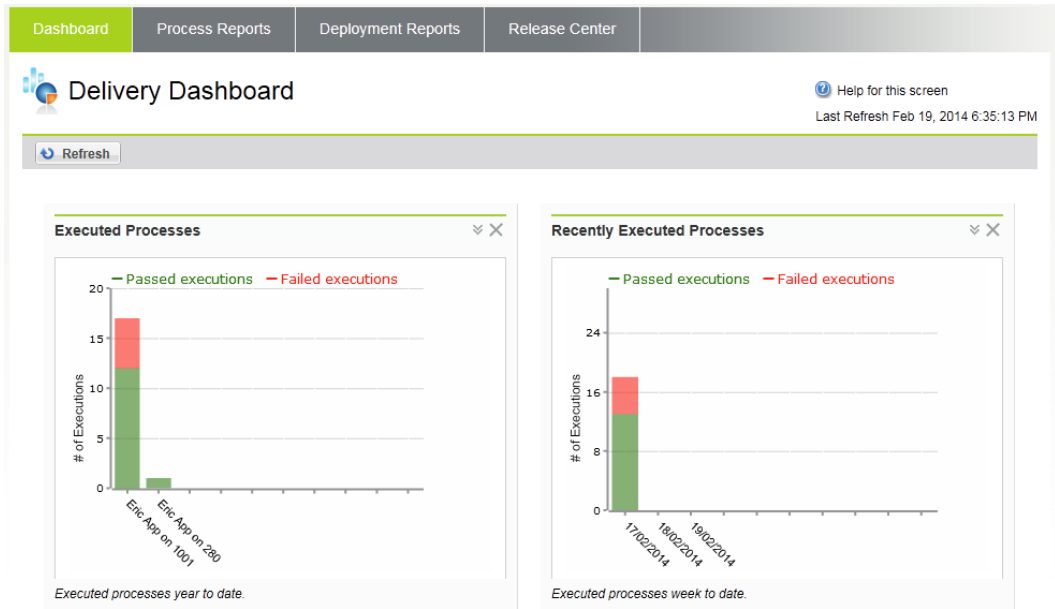 Dashboard Process Reports Deployment Reports Release Center
Delivery Dashboard
Help for this screen
Last Refresh Feb 19, 2014 6:35:13 PM
Refresh
Executed Processes
Passed executions Failed executions
20
15
10
5
0
# of Executions
Eric App on 1001
Eric App on 280
Executed processes year to date.
Recently Executed Processes
Passed executions Failed executions
24
16
8
0
# of Executions
17/02/2014
18/02/2014
19/02/2014
Executed processes week to date.